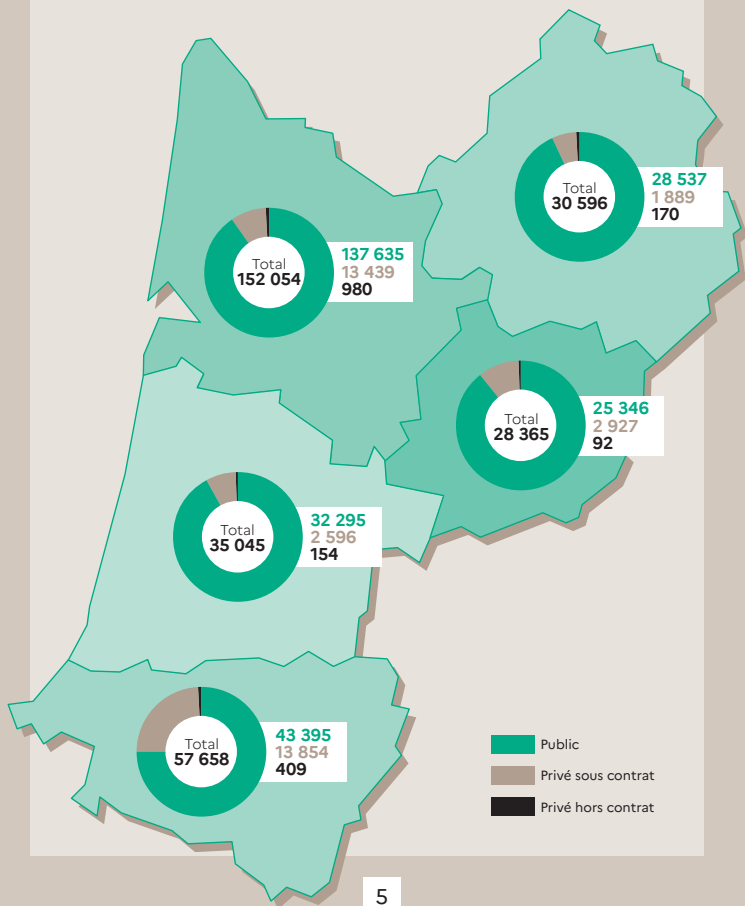 Total
30 596
28 537
1 889
170
Total
152 054
137 635
13 439
980
Total
28 365
25 346
2 927
92
Total
35 045
32 295
2 596
154
Total
57 658
43 395
13 854
409
Public
Privé sous contrat
Privé hors contrat
5